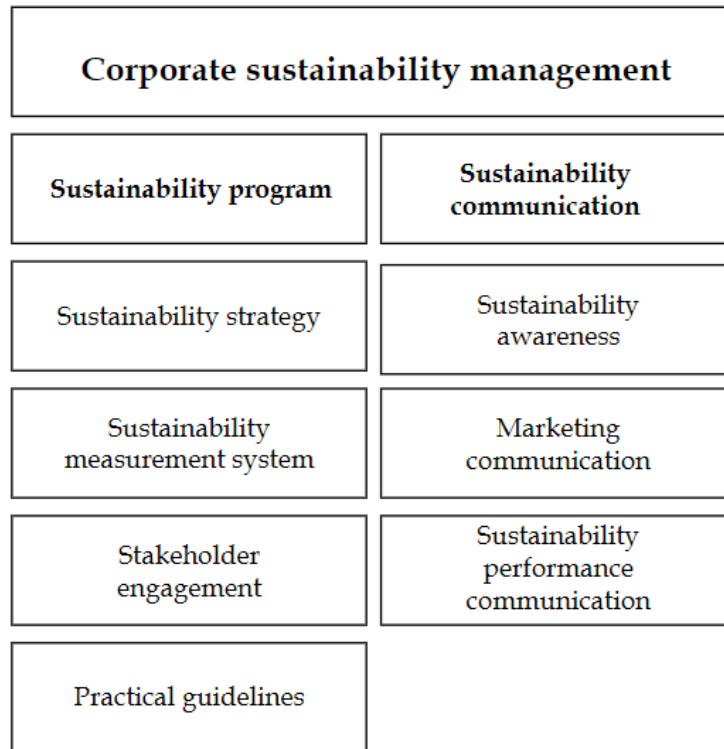 Corporate sustainability management
Sustainability program
Sustainability
communication
Sustainability strategy
Sustainability
awareness
Sustainability
measurement system
Marketing
communication
Stakeholder
engagement
Sustainability
performance
communication
Practical guidelines